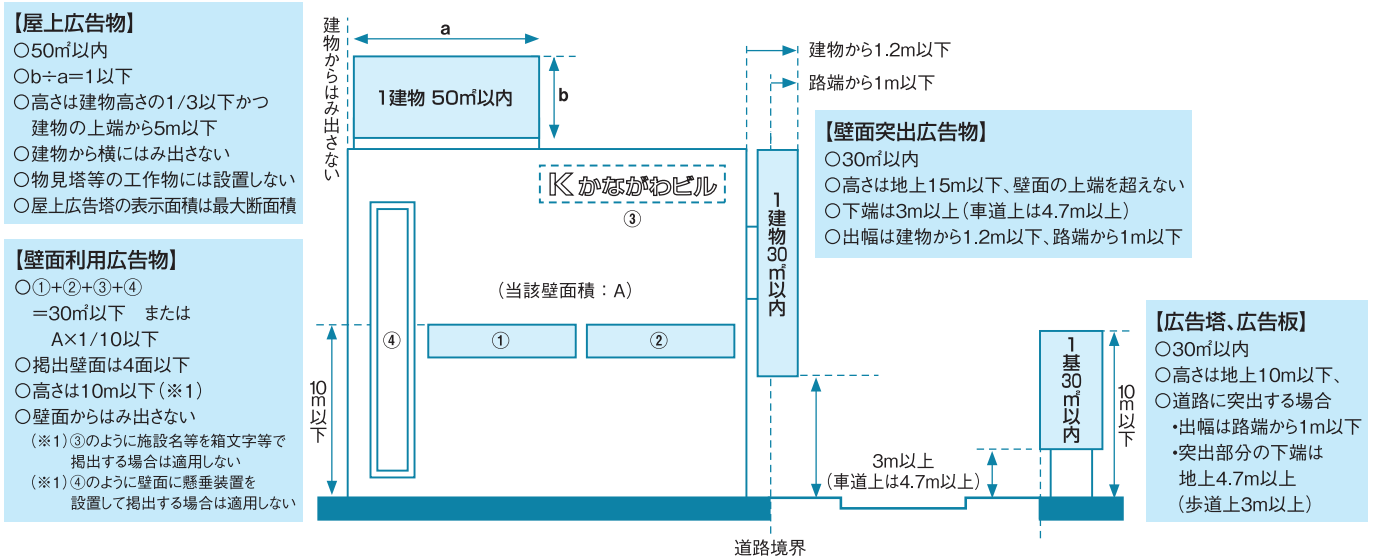 【屋上広告物】
○50㎡以内
○b÷a=1以下
○高さは建物高さの1/3以下かつ
建物の上端から5m以下
○建物から横にはみ出さない
○物見塔等の工作物には設置しない
○屋上広告塔の表示面積は最大断面積
【壁面利用広告物】
○①+②+③+④
=30㎡以下 または
A×1/10以下
○掲出壁面は4面以下
○高さは10m以下(※1)
○壁面からはみ出さない
(※1)③のように施設名等を箱文字等で
掲出する場合は適用しない
(※1)④のように壁面に懸垂装置を
設置して掲出する場合は適用しない
建物からはみ出さない
a
1建物 50㎡以内
b
K かながわビル
③
(当該壁面積:A)
④
①
②
10m以下
建物から1.2m以下
路端から1m以下
1建物30㎡以内
【壁面突出広告物】
○30㎡以内
○高さは地上15m以下、壁面の上端を超えない
○下端は3m以上(車道上は4.7m以上)
○出幅は建物から1.2m以下、路端から1m以下
3m以上
(車道上は4.7m以上)
道路境界
1基30㎡以内
10m以下
【広告塔、広告板】
○30㎡以内
○高さは地上10m以下、
○道路に突出する場合
・出幅は路端から1m以下
・突出部分の下端は
地上4.7m以上
(歩道上3m以上)